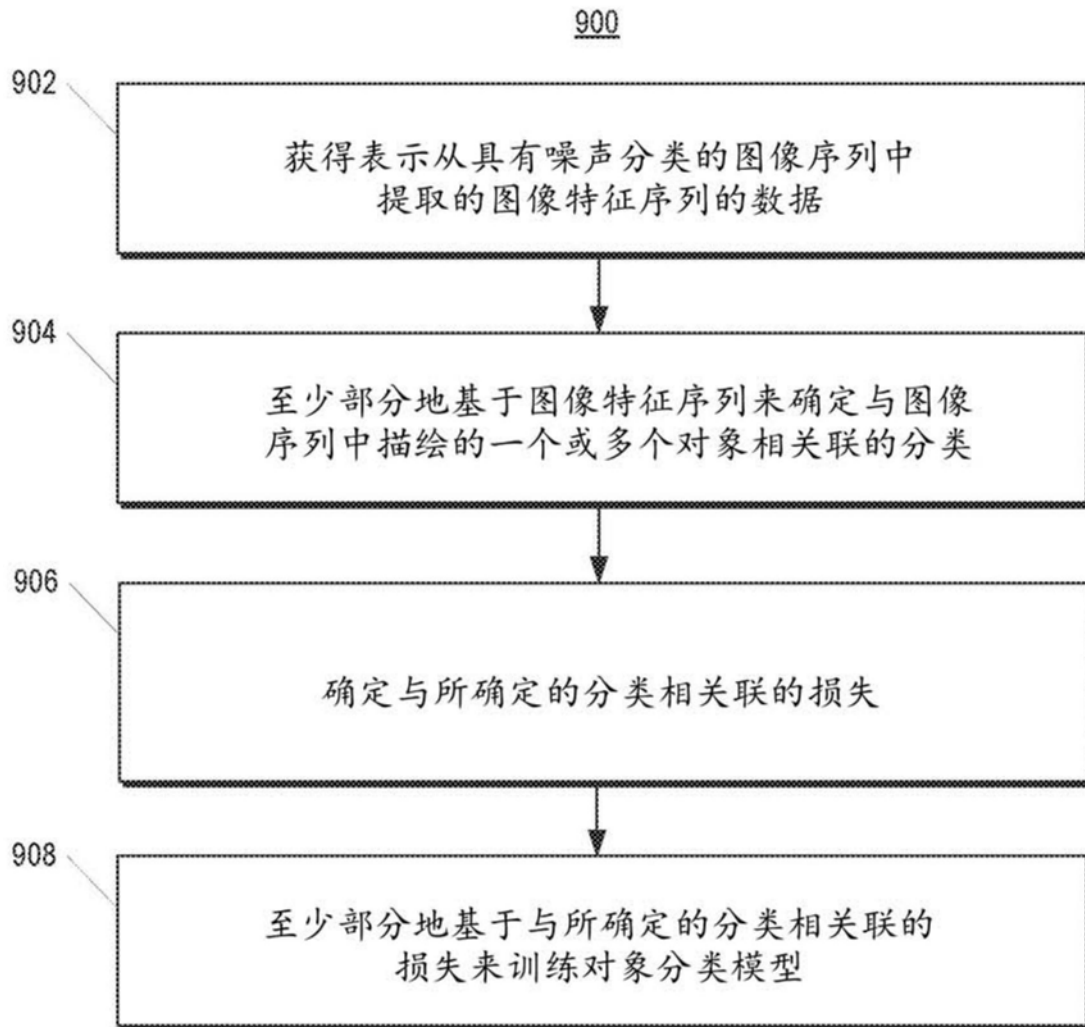 900
902
获得表示从具有噪声分类的图像序列中
提取的图像特征序列的数据
904
至少部分地基于图像特征序列来确定与图像
序列中描绘的一个或多个对象相关联的分类
906
确定与所确定的分类相关联的损失
908
至少部分地基于与所确定的分类相关联的
损失来训练对象分类模型